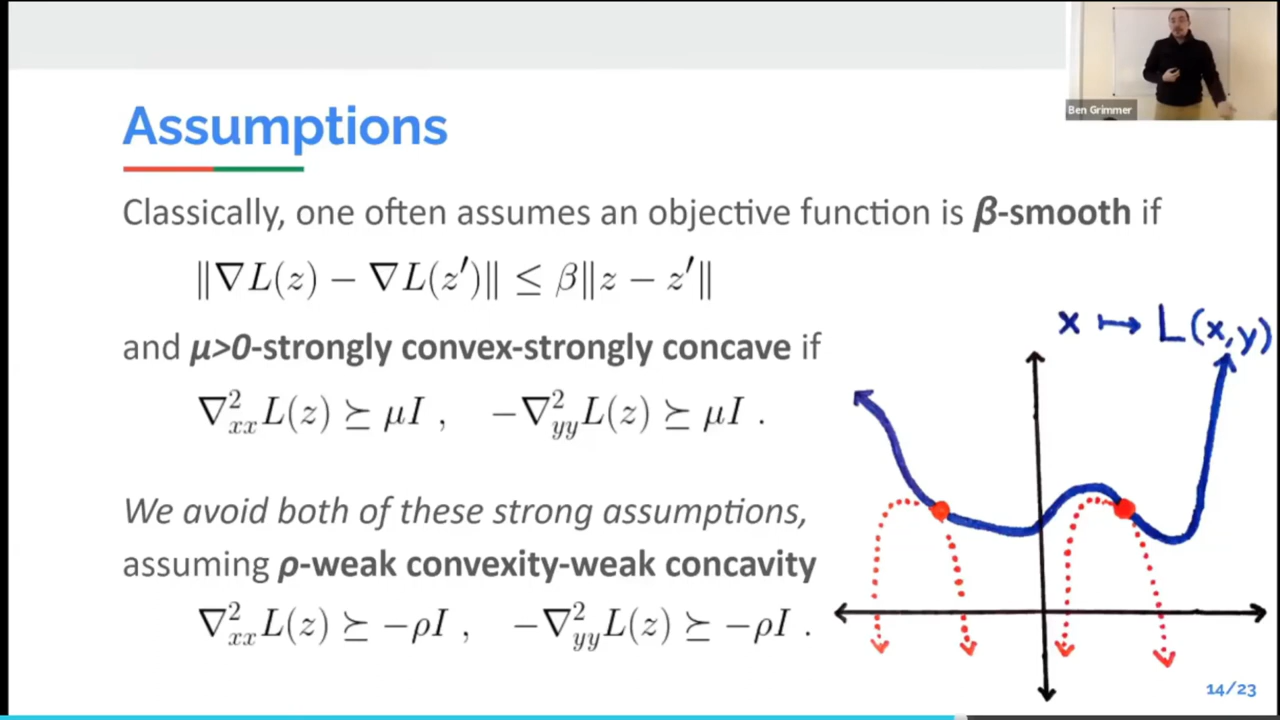 Ben Grimmer
Assumptions
Classically, one often assumes an objective function is β-smooth if
‖∇L(z) − ∇L(z′)‖ ≤ β‖z − z′‖
x ↦ L(x,y)
and μ>0-strongly convex-strongly concave if
∇²ₓₓL(z) ⪰ μI , −∇²_yyL(z) ⪰ μI .
We avoid both of these strong assumptions,
assuming ρ-weak convexity-weak concavity
∇²ₓₓL(z) ⪰ −ρI , −∇²_yyL(z) ⪰ −ρI .
14/23